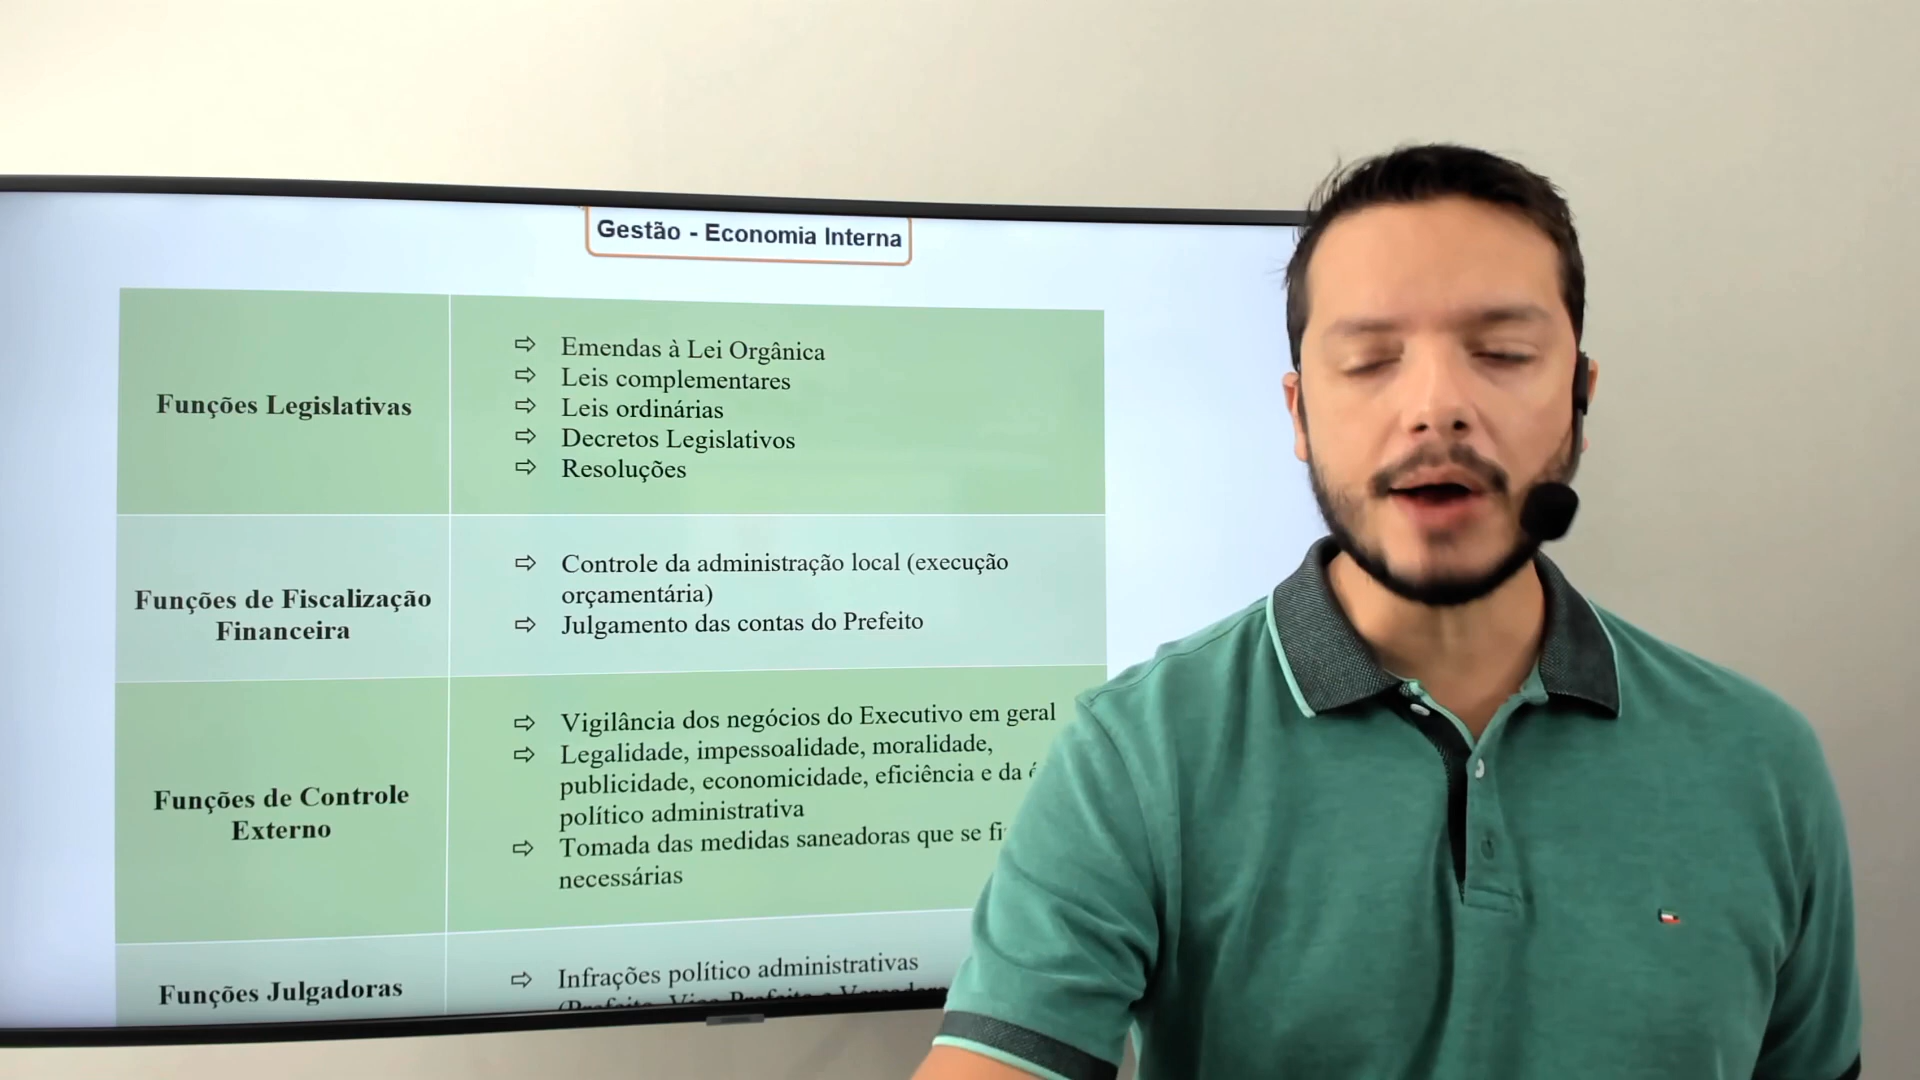 Gestão - Economia Interna
Funções Legislativas
⇨ Emendas à Lei Orgânica
⇨ Leis complementares
⇨ Leis ordinárias
⇨ Decretos Legislativos
⇨ Resoluções
Funções de Fiscalização
Financeira
⇨ Controle da administração local (execução
orçamentária)
⇨ Julgamento das contas do Prefeito
Funções de Controle
Externo
⇨ Vigilância dos negócios do Executivo em geral
⇨ Legalidade, impessoalidade, moralidade,
publicidade, economicidade, eficiência e da
político administrativa
⇨ Tomada das medidas saneadoras que se
necessárias
Funções Julgadoras
⇨ Infrações político administrativas